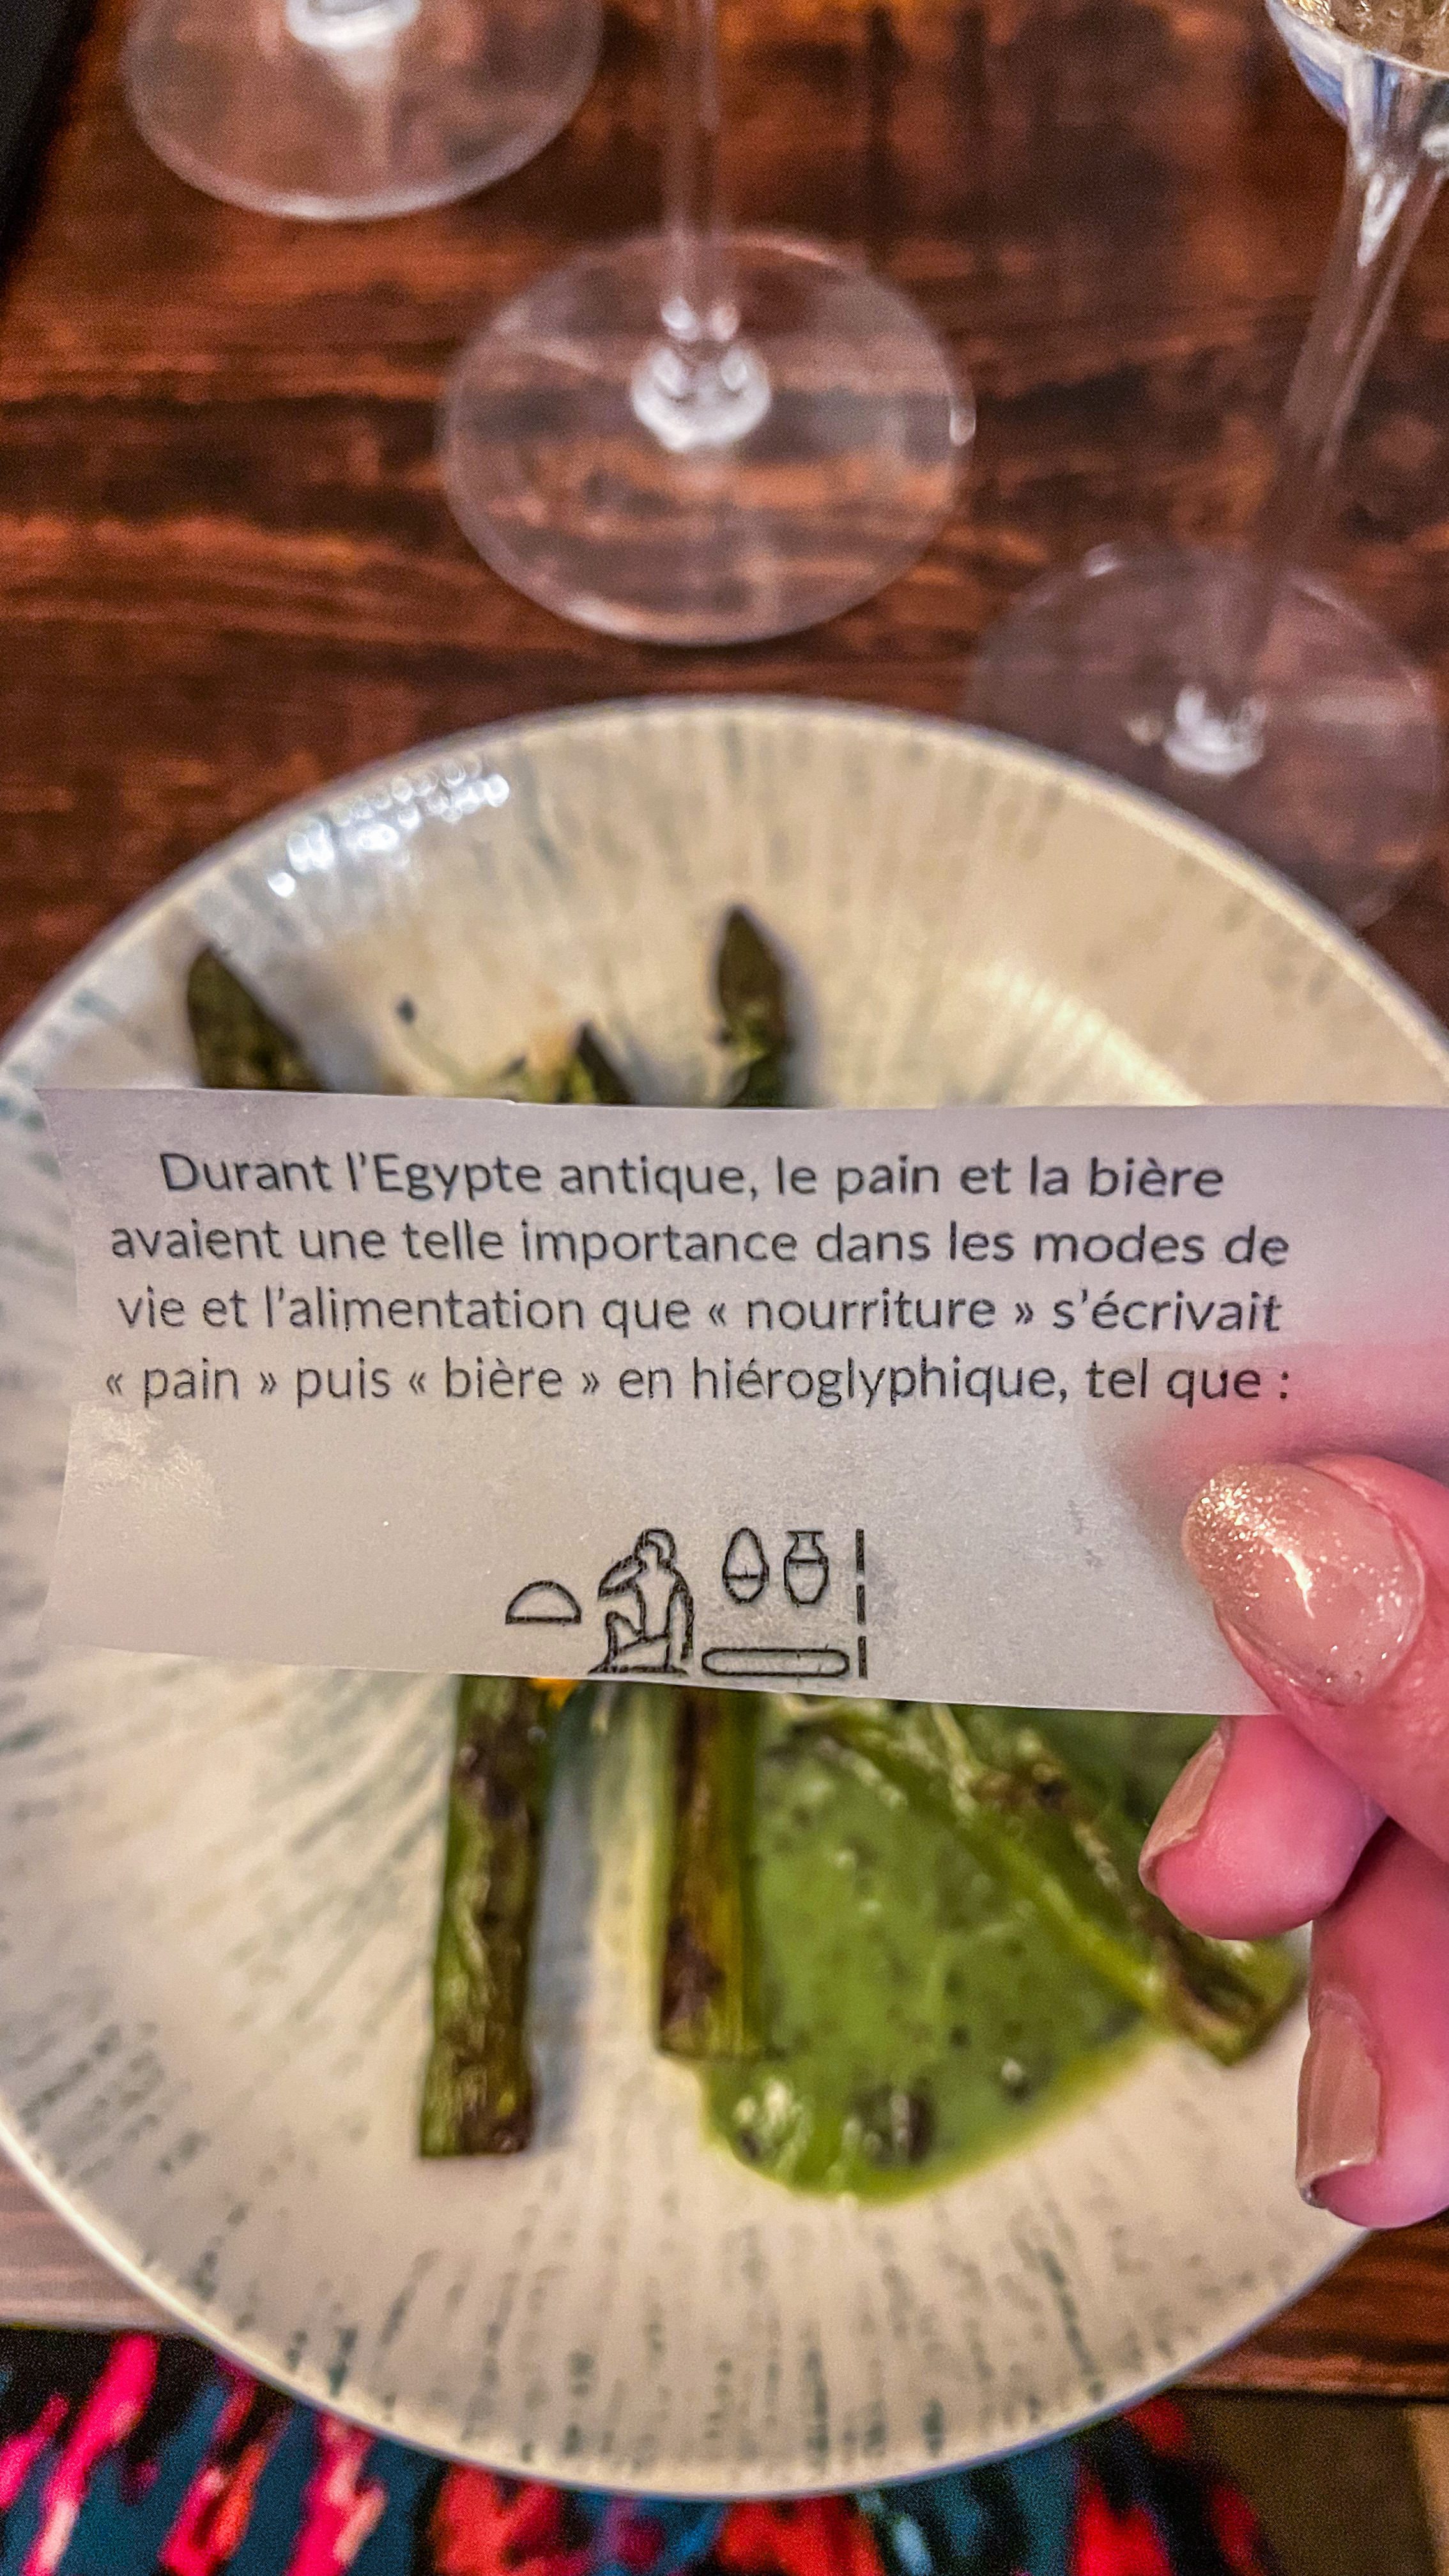 Durant l'Egypte antique, le pain et la bière
avaient une telle importance dans les modes de
vie et l'alimentation que « nourriture » s'écrivait
« pain » puis « bière » en hiéroglyphique, tel que :